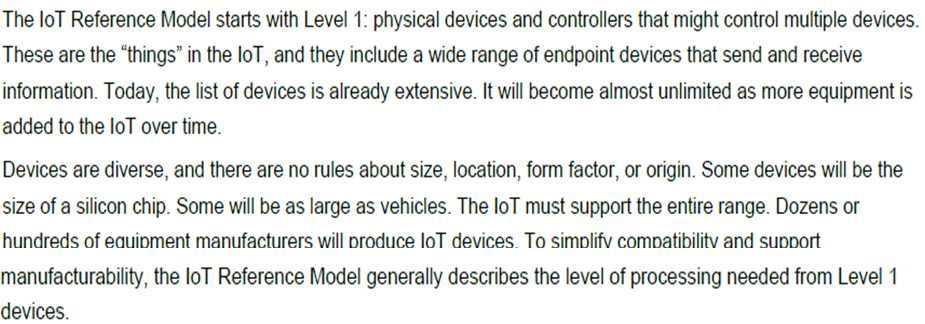 The IoT Reference Model starts with Level 1: physical devices and controllers that might control multiple devices.
These are the “things” in the IoT, and they include a wide range of endpoint devices that send and receive
information. Today, the list of devices is already extensive. It will become almost unlimited as more equipment is
added to the IoT over time.
Devices are diverse, and there are no rules about size, location, form factor, or origin. Some devices will be the
size of a silicon chip. Some will be as large as vehicles. The IoT must support the entire range. Dozens or
hundreds of equipment manufacturers will produce IoT devices. To simplify compatibility and support
manufacturability, the IoT Reference Model generally describes the level of processing needed from Level 1
devices.